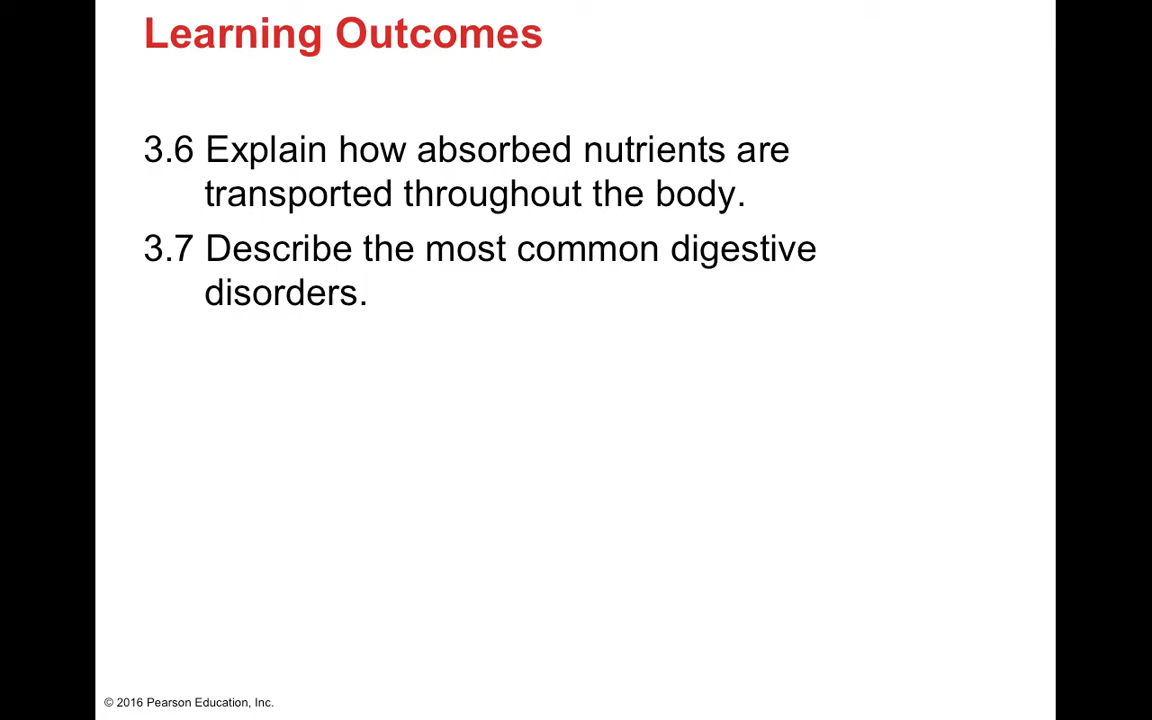 Learning Outcomes
3.6 Explain how absorbed nutrients are
transported throughout the body.
3.7 Describe the most common digestive
disorders.
© 2016 Pearson Education, Inc.